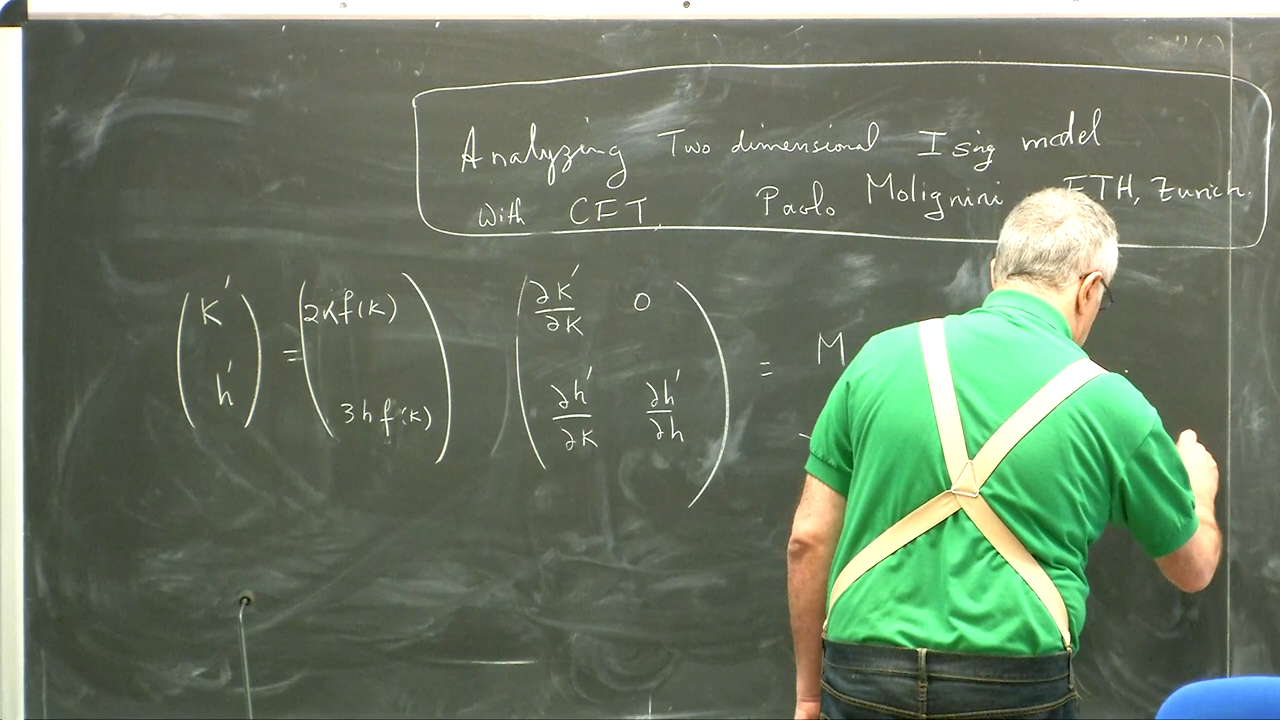 Analyzing Two dimensional Ising model
with CFT Paolo Molignini ETH, Zurich.
(K' h') = (2Kf(K) 3hf(K)) (∂K'/∂K 0 ∂h'/∂K ∂h'/∂h) = M